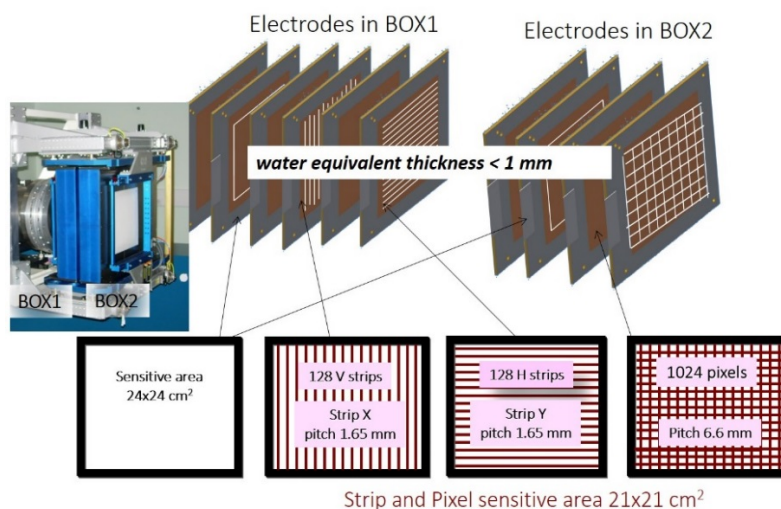 Electrodes in BOX1
Electrodes in BOX2
water equivalent thickness < 1 mm
BOX1
BOX2
Sensitive area
24x24 cm²
128 V strips
Strip X
pitch 1.65 mm
128 H strips
Strip Y
pitch 1.65 mm
1024 pixels
Pitch 6.6 mm
Strip and Pixel sensitive area 21x21 cm²